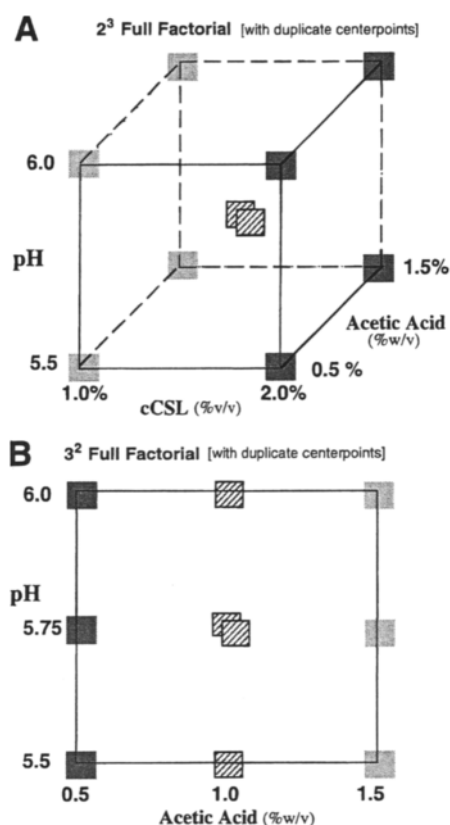 A
2³ Full Factorial [with duplicate centerpoints]
6.0
pH
1.5%
Acetic Acid
(%w/v)
5.5
0.5%
1.0%
2.0%
cCSL (%v/v)
B
3² Full Factorial [with duplicate centerpoints]
6.0
pH
5.75
5.5
0.5
1.0
1.5
Acetic Acid (%w/v)